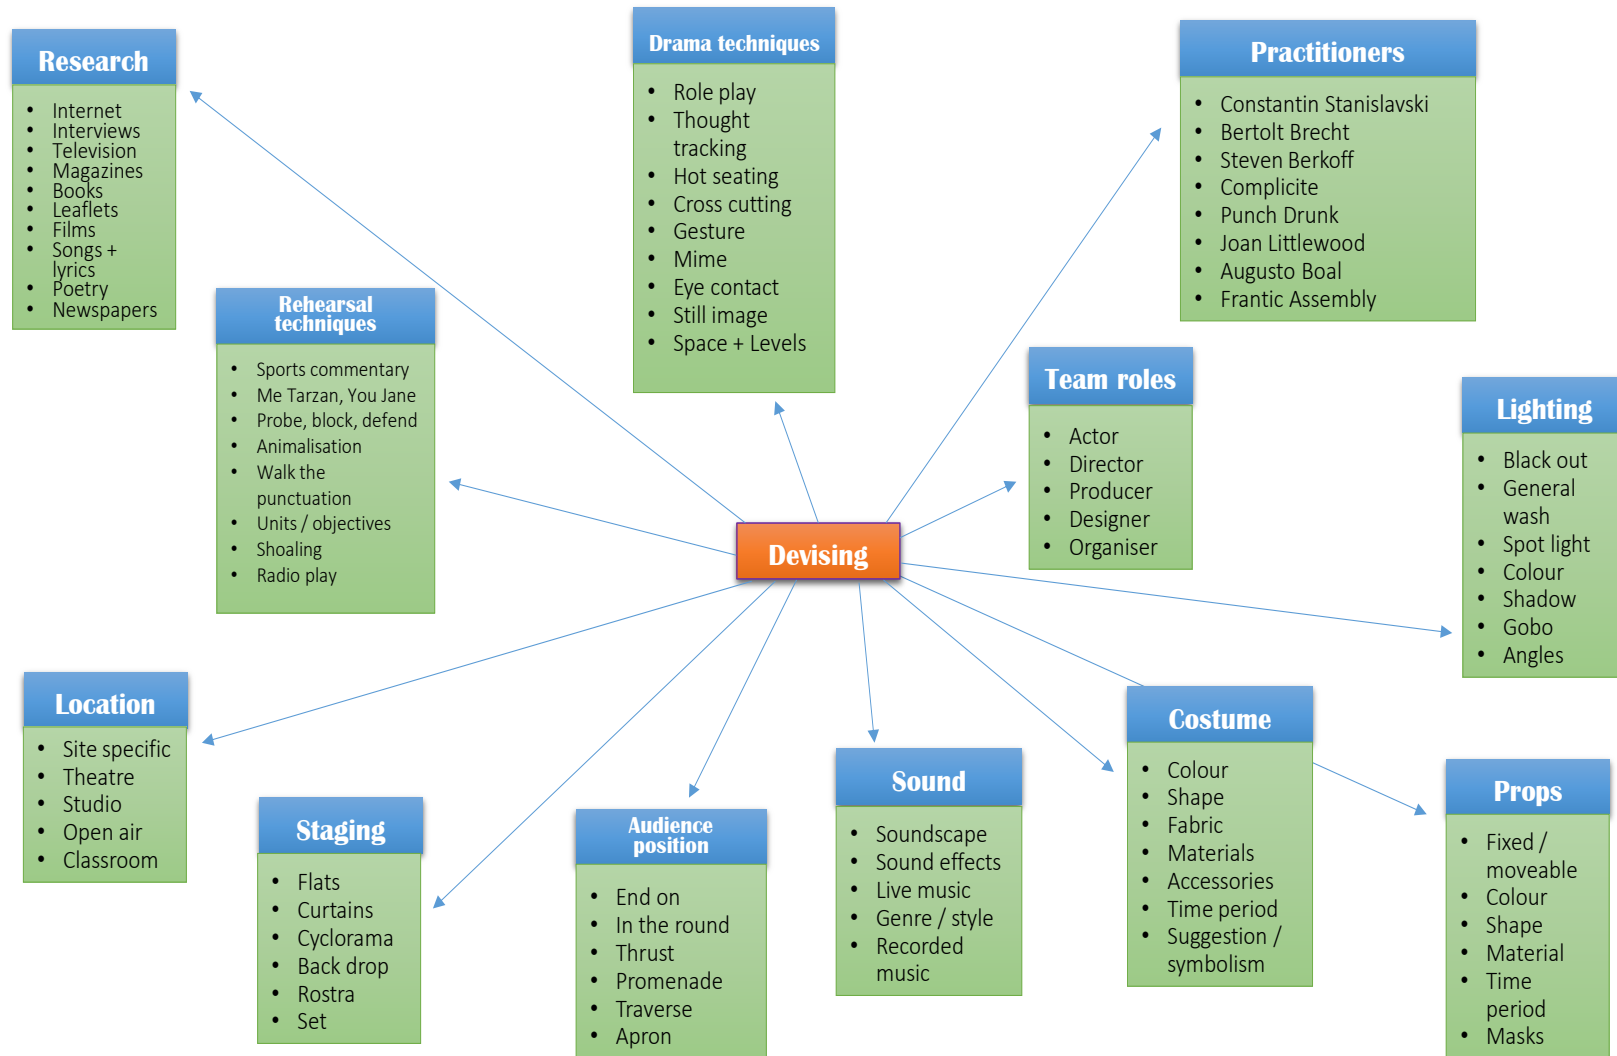 Research
• Internet
• Interviews
• Television
• Magazines
• Books
• Leaflets
• Films
• Songs +
lyrics
• Poetry
• Newspapers
Drama techniques
• Role play
• Thought
tracking
• Hot seating
• Cross cutting
• Gesture
• Mime
• Eye contact
• Still image
• Space + Levels
Practitioners
• Constantin Stanislavski
• Bertolt Brecht
• Steven Berkoff
• Complicite
• Punch Drunk
• Joan Littlewood
• Augusto Boal
• Frantic Assembly
Rehearsal
techniques
• Sports commentary
• Me Tarzan, You Jane
• Probe, block, defend
• Animalisation
• Walk the
punctuation
• Units / objectives
• Shoaling
• Radio play
Team roles
• Actor
• Director
• Producer
• Designer
• Organiser
Lighting
• Black out
• General
wash
• Spot light
• Colour
• Shadow
• Gobo
• Angles
Devising
Location
• Site specific
• Theatre
• Studio
• Open air
• Classroom
Staging
• Flats
• Curtains
• Cyclorama
• Back drop
• Rostra
• Set
Audience
position
• End on
• In the round
• Thrust
• Promenade
• Traverse
• Apron
Sound
• Soundscape
• Sound effects
• Live music
• Genre / style
• Recorded
music
Costume
• Colour
• Shape
• Fabric
• Materials
• Accessories
• Time period
• Suggestion /
symbolism
Props
• Fixed /
moveable
• Colour
• Shape
• Material
• Time
period
• Masks